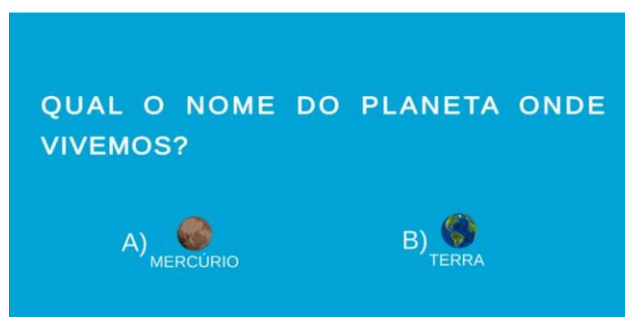 QUAL O NOME DO PLANETA ONDE
VIVEMOS?
A) MERCÚRIO
B) TERRA